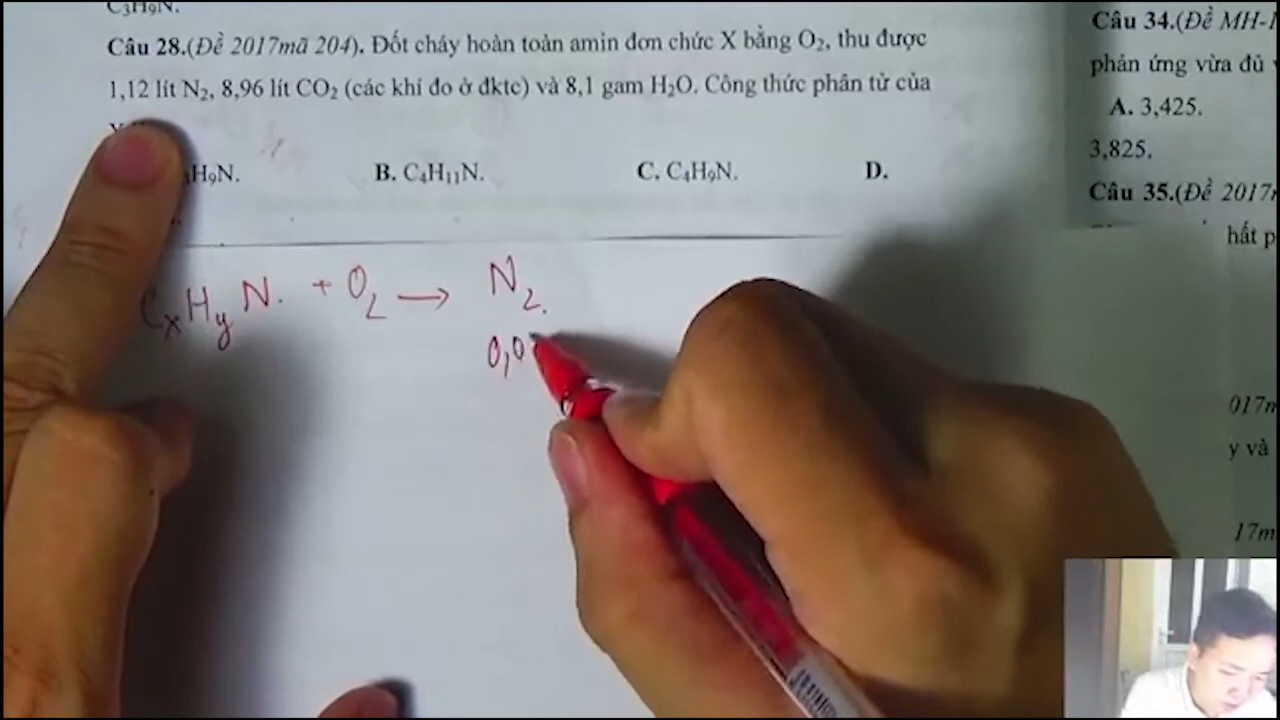 C₃H₉N.
Câu 28.(Đề 2017mã 204). Đốt cháy hoàn toàn amin đơn chức X bằng O₂, thu được
1,12 lít N₂, 8,96 lít CO₂ (các khí đo ở đktc) và 8,1 gam H₂O. Công thức phân tử của
H₉N. B. C₄H₁₁N. C. C₄H₉N. D.
CₓHᵧN. + O₂ → N₂.
0,0
Câu 34.(Đề MH-
phản ứng vừa đủ
A. 3,425.
3,825.
Câu 35.(Đề 2017
hất p
017m
y và
17m